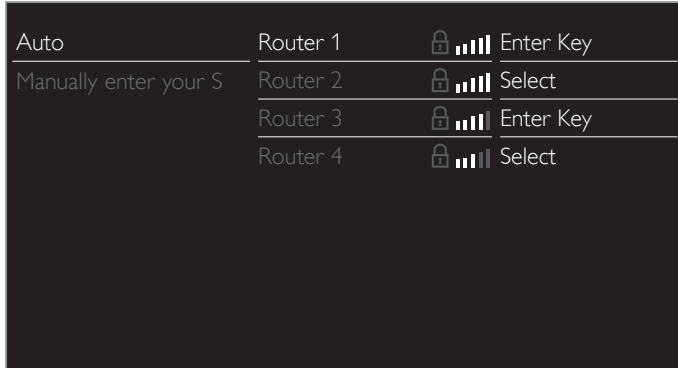 Auto Router 1 Enter Key
Manually enter your S Router 2 Select
Router 3 Enter Key
Router 4 Select